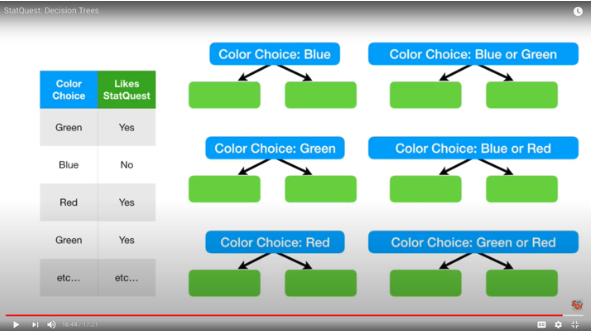 StatQuest: Decision Trees
Color Choice: Blue
Color Choice: Blue or Green
Color
Choice
Likes
StatQuest
Green Yes
Color Choice: Green
Color Choice: Blue or Red
Blue No
Red Yes
Green Yes
Color Choice: Red
Color Choice: Green or Red
etc... etc...
16:44 / 17:21